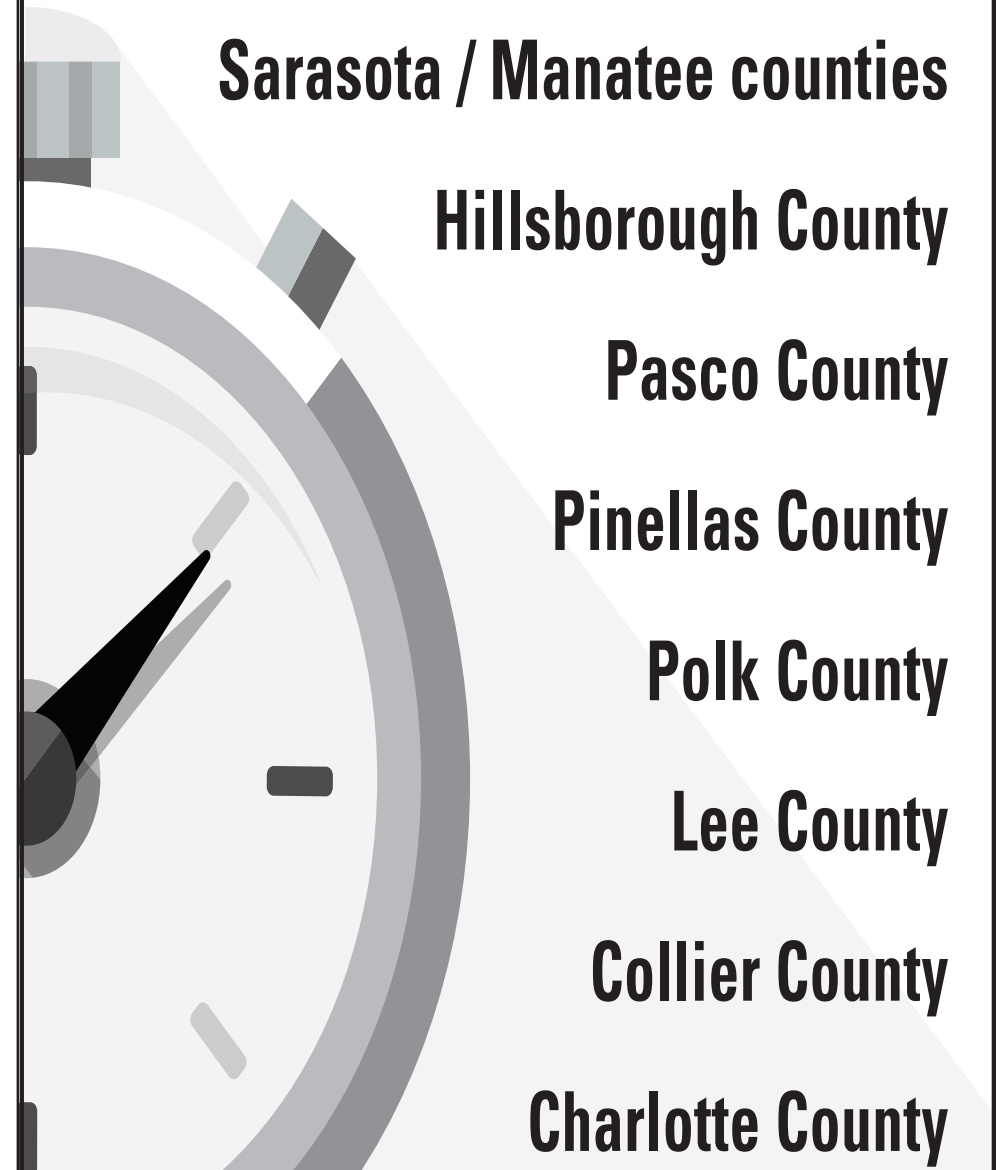 Sarasota / Manatee counties
Hillsborough County
Pasco County
Pinellas County
Polk County
Lee County
Collier County
Charlotte County